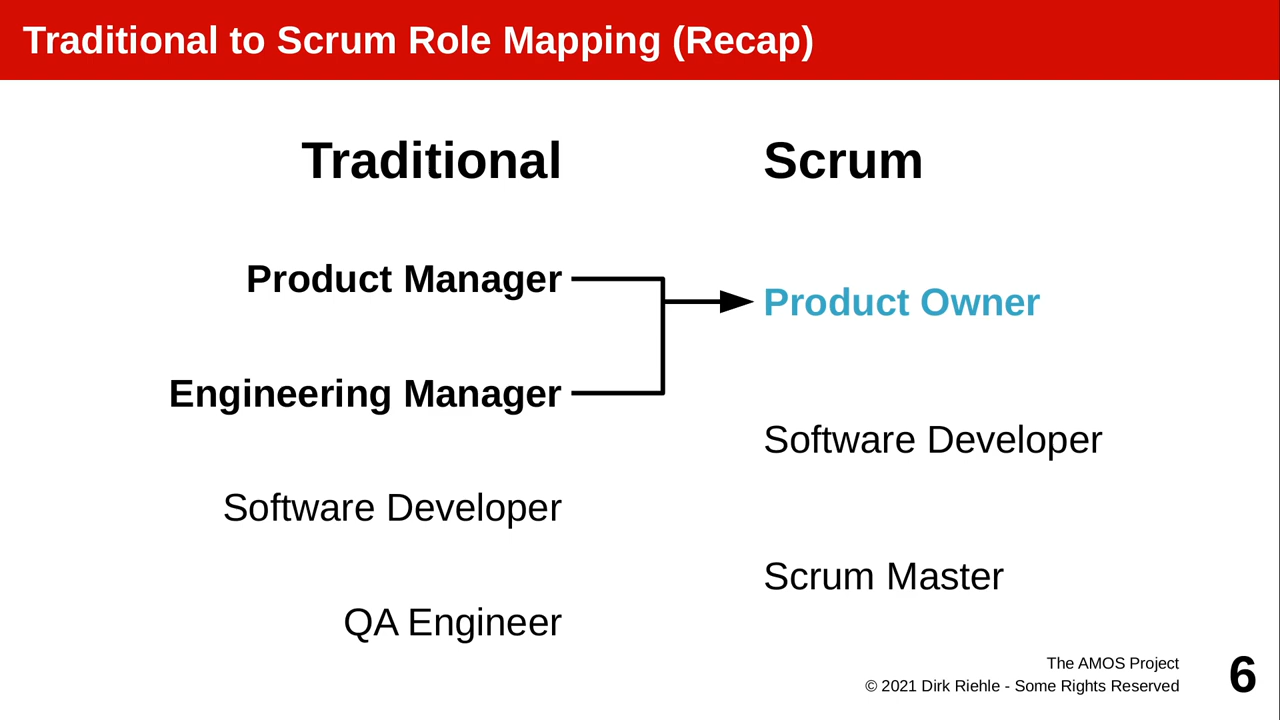 Traditional to Scrum Role Mapping (Recap)
Traditional
Scrum
Product Manager
Product Owner
Engineering Manager
Software Developer
Software Developer
Scrum Master
QA Engineer
The AMOS Project
© 2021 Dirk Riehle - Some Rights Reserved
6